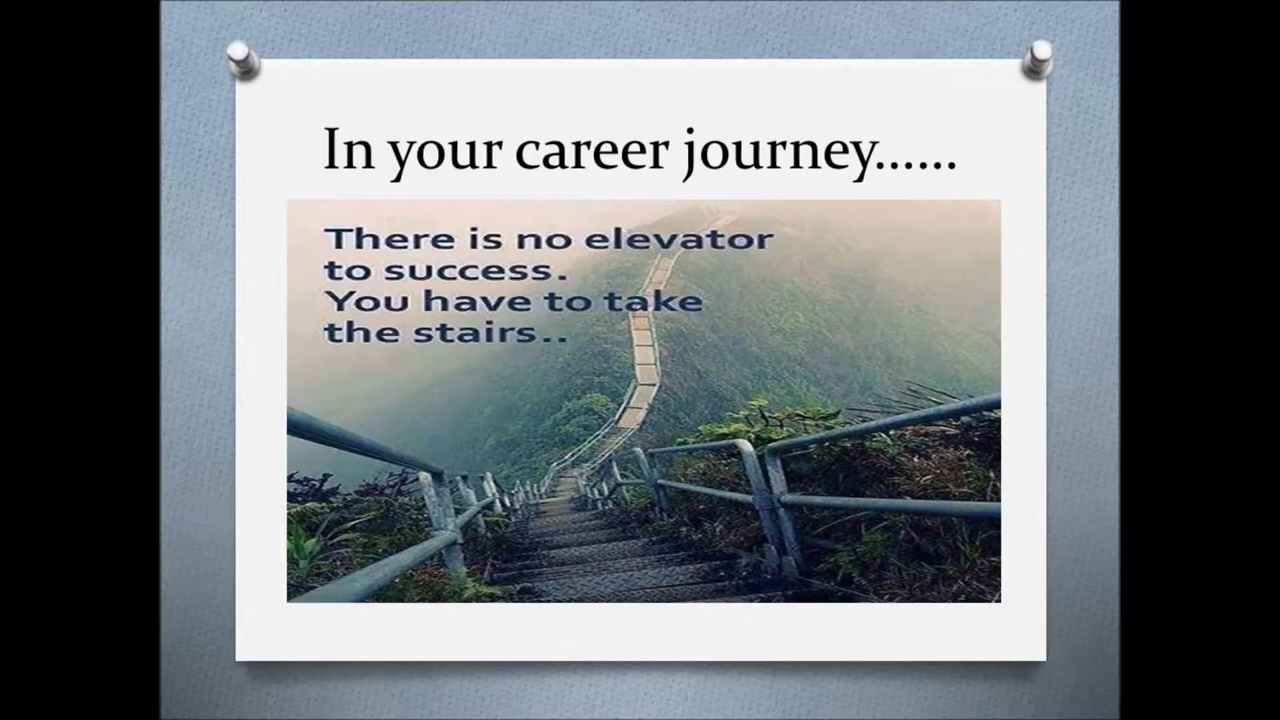 In your career journey......
There is no elevator
to success.
You have to take
the stairs..